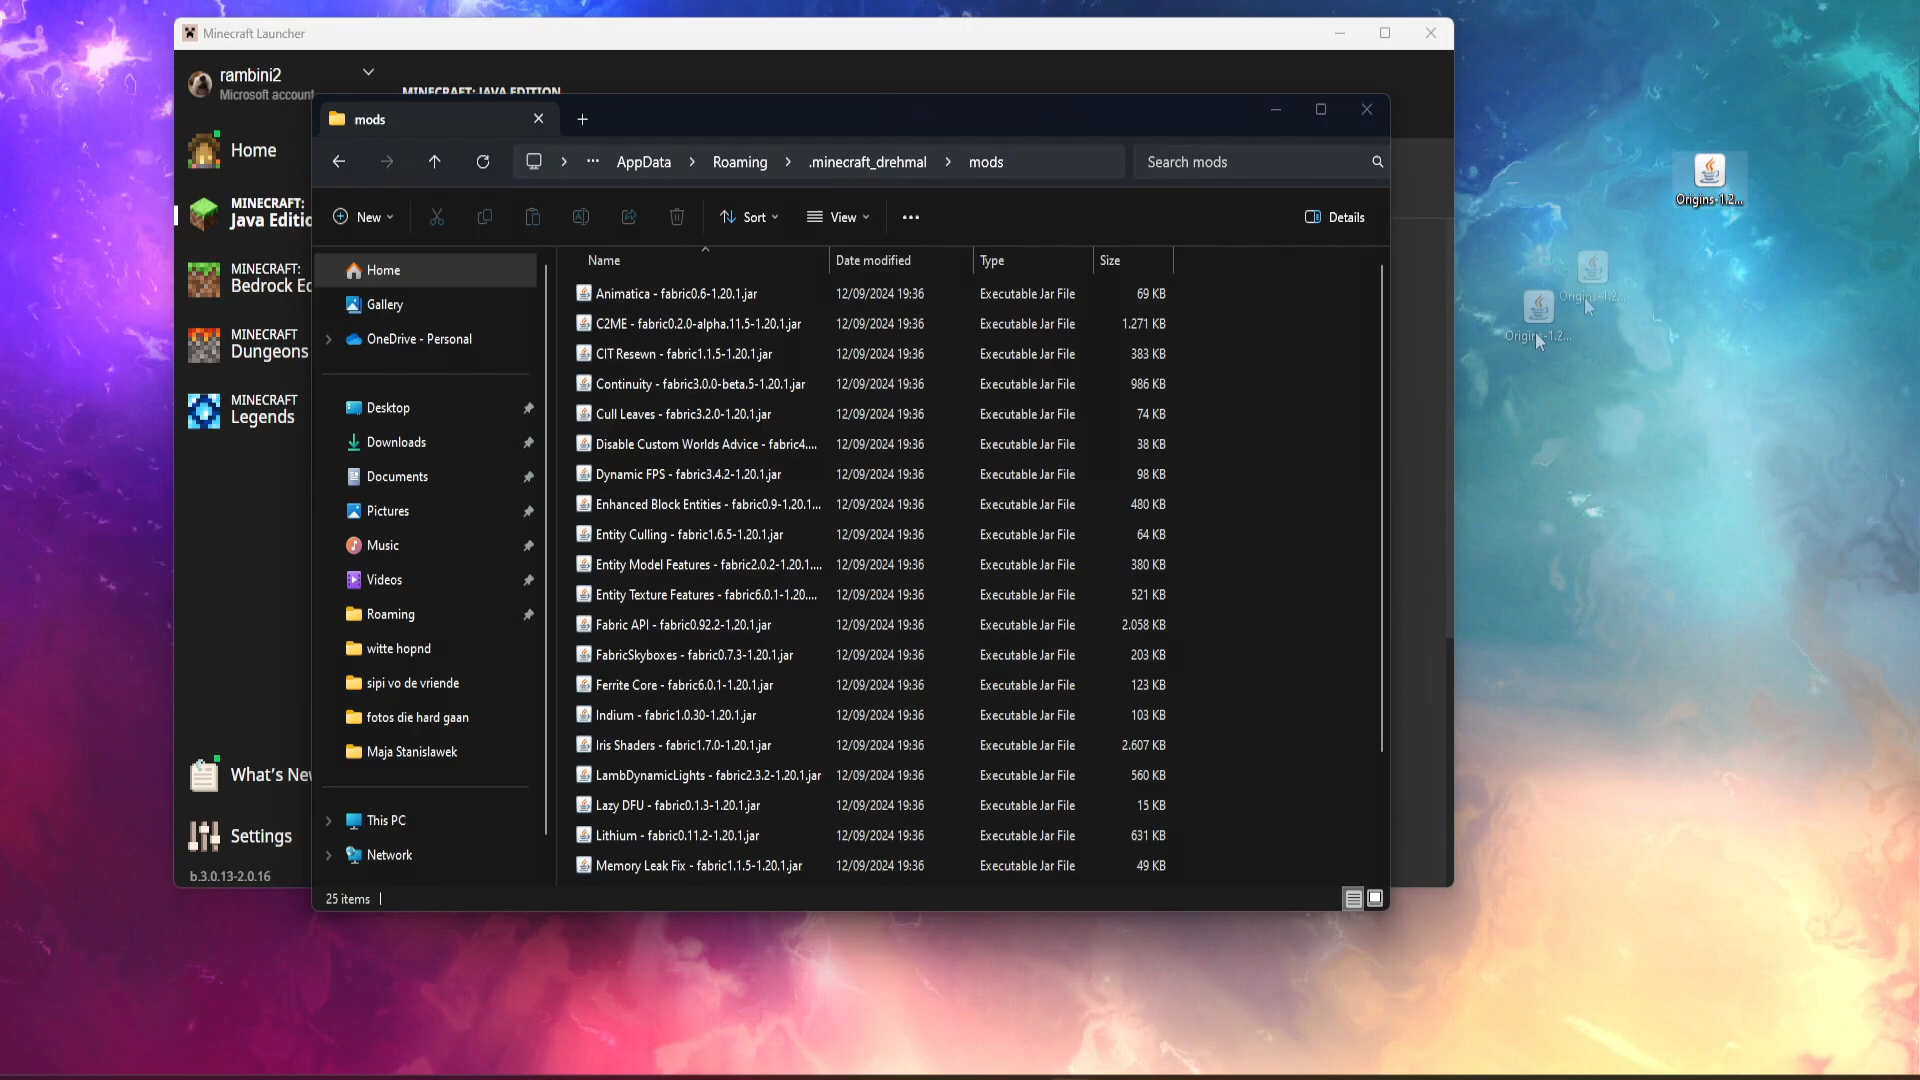 Minecraft Launcher
rambini2
Microsoft account
MINECRAFT: JAVA EDITION
Home
MINECRAFT:
Java Editio
MINECRAFT:
Bedrock Ed
MINECRAFT
Dungeons
MINECRAFT
Legends
What's New
Settings
b.3.0.13-2.0.16
mods
AppData
Roaming
.minecraft_drehmal
mods
Search mods
New
Sort
View
Details
Home
Gallery
OneDrive - Personal
Desktop
Downloads
Documents
Pictures
Music
Videos
Roaming
witte hopnd
sipi vo de vriende
fotos die hard gaan
Maja Stanislawek
This PC
Network
Name Date modified Type Size
Animatica - fabric0.6-1.20.1.jar 12/09/2024 19:36 Executable Jar File 69 KB
C2ME - fabric0.2.0-alpha.11.5-1.20.1.jar 12/09/2024 19:36 Executable Jar File 1.271 KB
CIT Resewn - fabric1.1.5-1.20.1.jar 12/09/2024 19:36 Executable Jar File 383 KB
Continuity - fabric3.0.0-beta.5-1.20.1.jar 12/09/2024 19:36 Executable Jar File 986 KB
Cull Leaves - fabric3.2.0-1.20.1.jar 12/09/2024 19:36 Executable Jar File 74 KB
Disable Custom Worlds Advice - fabric4.... 12/09/2024 19:36 Executable Jar File 38 KB
Dynamic FPS - fabric3.4.2-1.20.1.jar 12/09/2024 19:36 Executable Jar File 98 KB
Enhanced Block Entities - fabric0.9-1.20.1... 12/09/2024 19:36 Executable Jar File 480 KB
Entity Culling - fabric1.6.5-1.20.1.jar 12/09/2024 19:36 Executable Jar File 64 KB
Entity Model Features - fabric2.0.2-1.20.1.... 12/09/2024 19:36 Executable Jar File 380 KB
Entity Texture Features - fabric6.0.1-1.20.... 12/09/2024 19:36 Executable Jar File 521 KB
Fabric API - fabric0.92.2-1.20.1.jar 12/09/2024 19:36 Executable Jar File 2.058 KB
FabricSkyboxes - fabric0.7.3-1.20.1.jar 12/09/2024 19:36 Executable Jar File 203 KB
Ferrite Core - fabric6.0.1-1.20.1.jar 12/09/2024 19:36 Executable Jar File 123 KB
Indium - fabric1.0.30-1.20.1.jar 12/09/2024 19:36 Executable Jar File 103 KB
Iris Shaders - fabric1.7.0-1.20.1.jar 12/09/2024 19:36 Executable Jar File 2.607 KB
LambDynamicLights - fabric2.3.2-1.20.1.jar 12/09/2024 19:36 Executable Jar File 560 KB
Lazy DFU - fabric0.1.3-1.20.1.jar 12/09/2024 19:36 Executable Jar File 15 KB
Lithium - fabric0.11.2-1.20.1.jar 12/09/2024 19:36 Executable Jar File 631 KB
Memory Leak Fix - fabric1.1.5-1.20.1.jar 12/09/2024 19:36 Executable Jar File 49 KB
25 items
Origins-1.2...
Origins-1.2...
Origins-1.2...